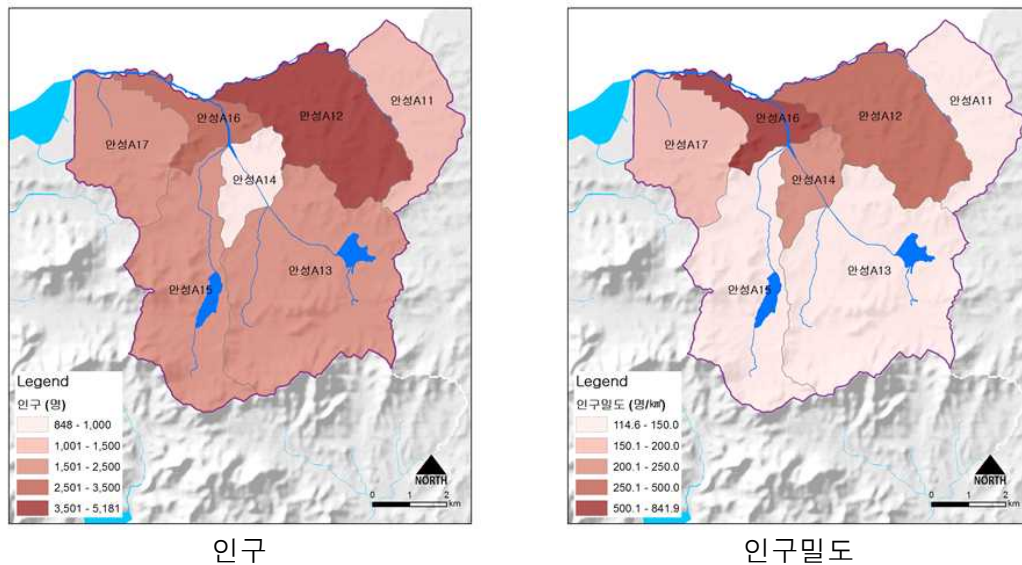 안성A11
안성A12
안성A16
안성A17
안성A14
안성A13
안성A15
Legend
인구 (명)
848 - 1,000
1,001 - 1,500
1,501 - 2,500
2,501 - 3,500
3,501 - 5,181
NORTH
0 1 2
km
인구
안성A11
안성A12
안성A16
안성A17
안성A14
안성A13
안성A15
Legend
인구밀도 (명/㎢)
114.6 - 150.0
150.1 - 200.0
200.1 - 250.0
250.1 - 500.0
500.1 - 841.9
NORTH
0 1 2
km
인구밀도